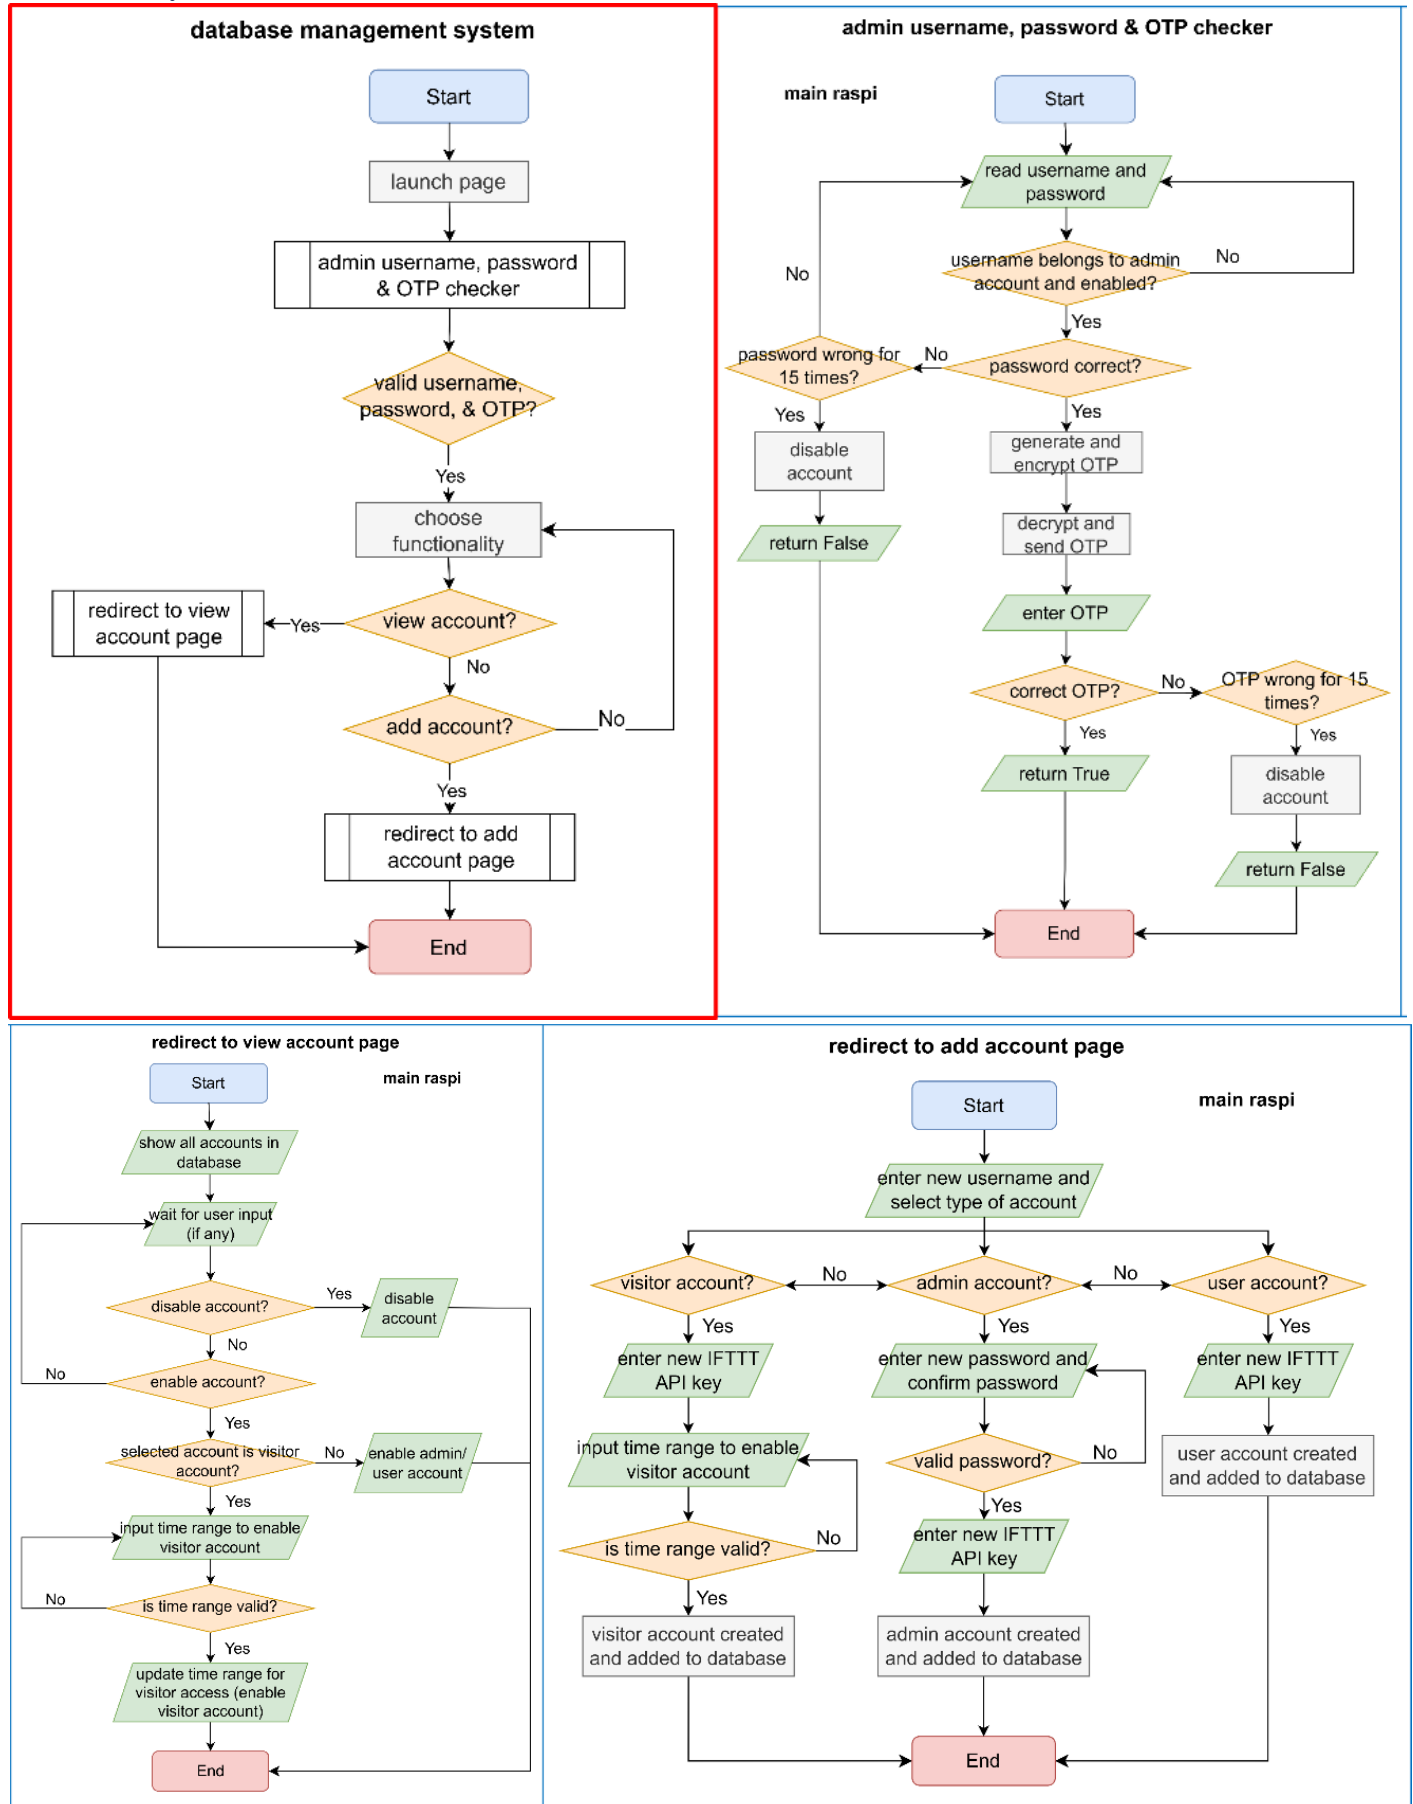 database management system
Start
launch page
admin username, password
& OTP checker
valid username,
password, & OTP?
Yes
choose
functionality
view account?
Yes
redirect to view
account page
No
add account?
No
Yes
redirect to add
account page
End
admin username, password & OTP checker
main raspi
Start
read username and
password
username belongs to admin
account and enabled?
No
No
Yes
password correct?
No
password wrong for
15 times?
Yes
Yes
disable
account
generate and
encrypt OTP
return False
decrypt and
send OTP
enter OTP
correct OTP?
No
OTP wrong for 15
times?
Yes
Yes
return True
disable
account
return False
End
redirect to view account page
main raspi
Start
show all accounts in
database
wait for user input
(if any)
disable account?
Yes
disable
account
No
enable account?
No
Yes
selected account is visitor
account?
No
enable admin/
user account
Yes
input time range to enable
visitor account
is time range valid?
No
Yes
update time range for
visitor access (enable
visitor account)
End
redirect to add account page
main raspi
Start
enter new username and
select type of account
visitor account?
No
admin account?
No
user account?
Yes
Yes
Yes
enter new IFTTT
API key
enter new password and
confirm password
enter new IFTTT
API key
input time range to enable
visitor account
valid password?
No
user account created
and added to database
is time range valid?
No
Yes
enter new IFTTT
API key
Yes
visitor account created
and added to database
admin account created
and added to database
End